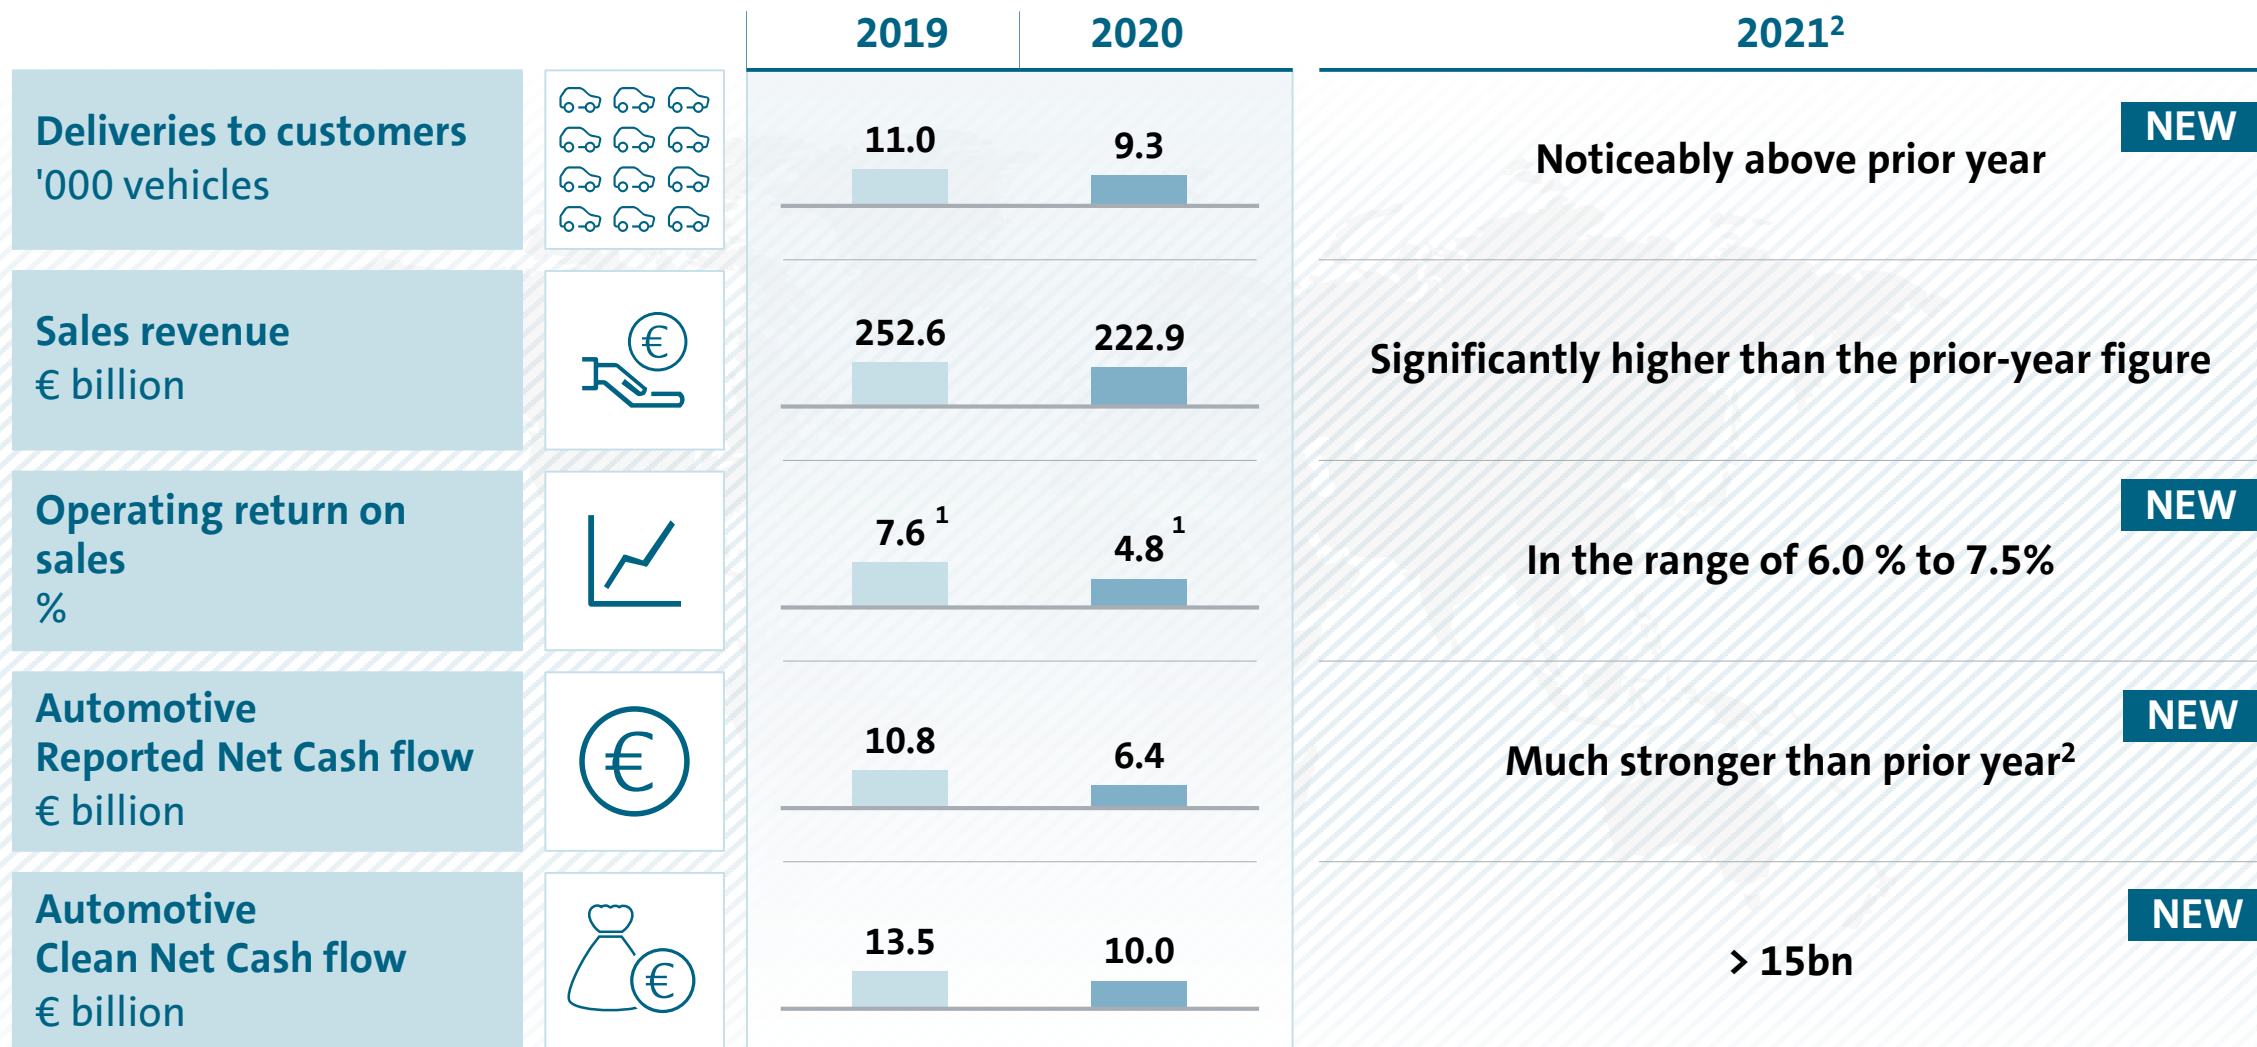 2019 2020 2021²
Deliveries to customers
'000 vehicles
11.0 9.3
Noticeably above prior year
NEW
Sales revenue
€ billion
€
252.6 222.9
Significantly higher than the prior-year figure
Operating return on
sales
%
7.6 ¹ 4.8 ¹
In the range of 6.0 % to 7.5%
NEW
Automotive
Reported Net Cash flow
€ billion
€
10.8 6.4
Much stronger than prior year²
NEW
Automotive
Clean Net Cash flow
€ billion
€
13.5 10.0
> 15bn
NEW